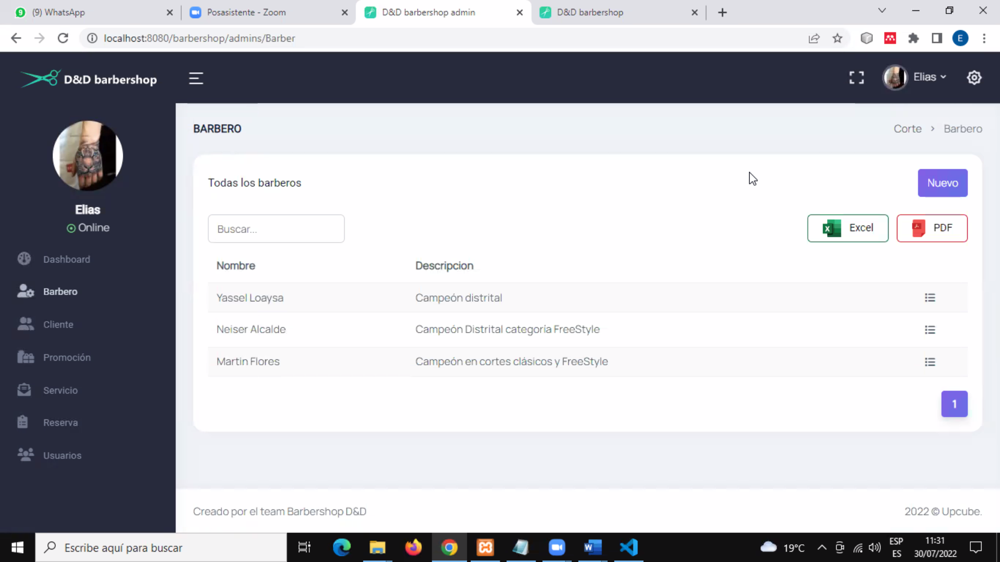 (9) WhatsApp
Posasistente - Zoom
D&D barbershop admin
D&D barbershop
localhost:8080/barbershop/admins/Barber
E
D&D barbershop
Elias
BARBERO
Corte > Barbero
Elias
Online
Todas los barberos
Nuevo
Buscar...
Excel
PDF
Nombre
Descripcion
Yassel Loaysa
Campeón distrital
Neiser Alcalde
Campeón Distrital categoría FreeStyle
Martin Flores
Campeón en cortes clásicos y FreeStyle
1
Dashboard
Barbero
Cliente
Promoción
Servicio
Reserva
Usuarios
Creado por el team Barbershop D&D
2022 © Upcube.
Escribe aquí para buscar
19°C
ESP
ES
11:31
30/07/2022